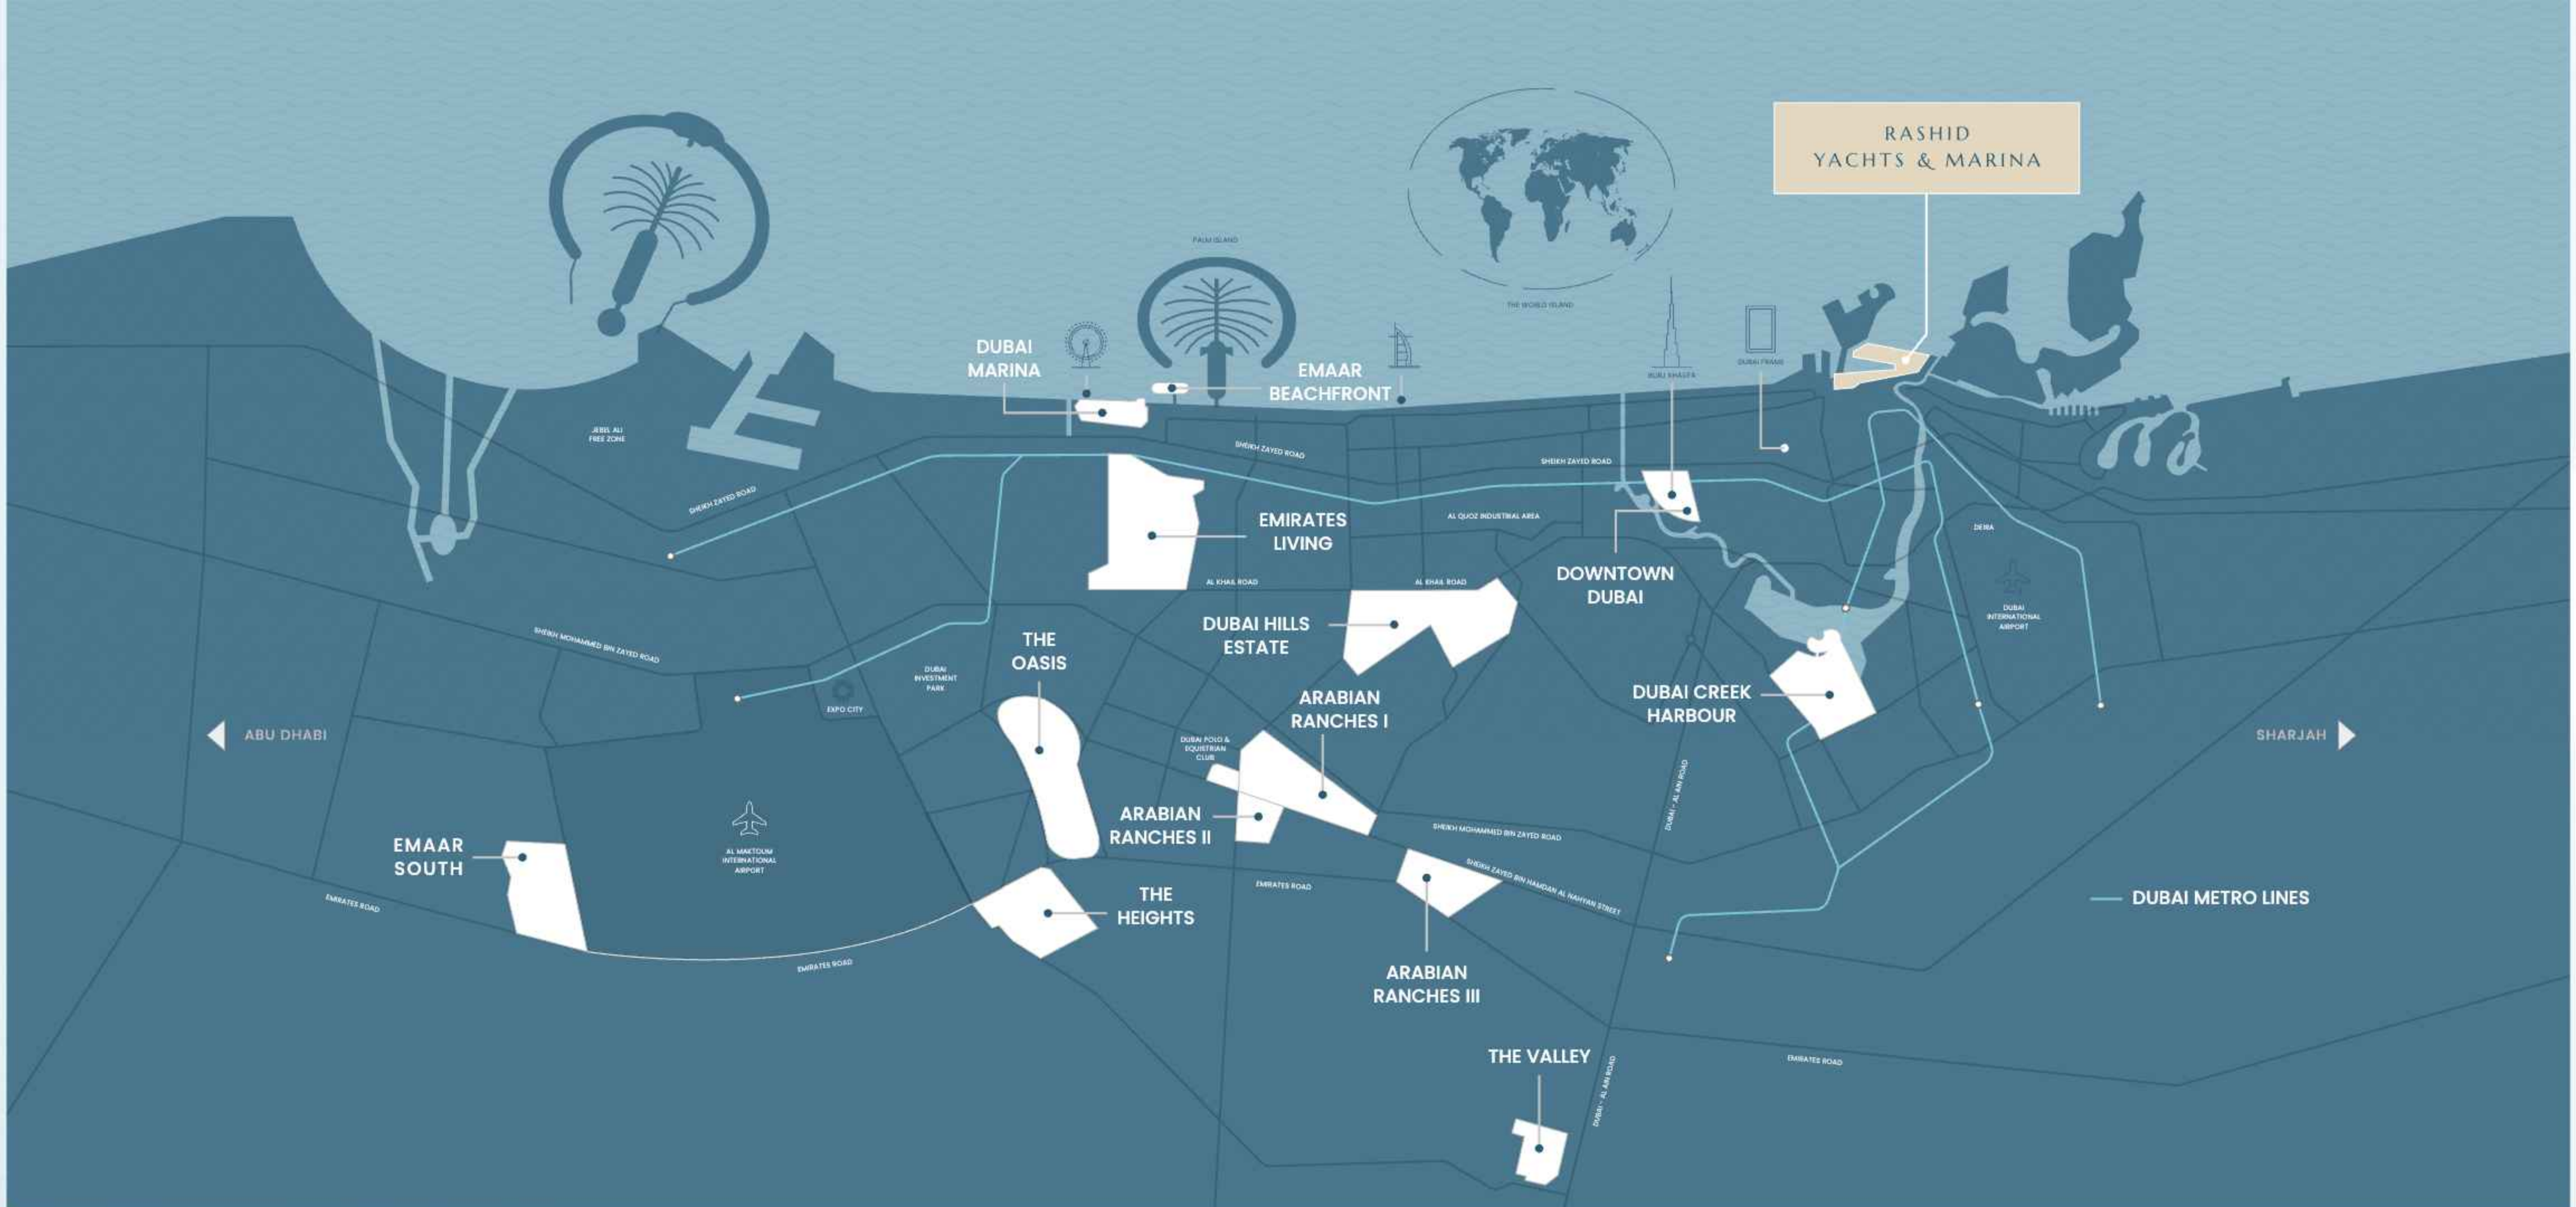 RASHID
YACHTS & MARINA
PALM ISLAND
THE WORLD ISLAND
DUBAI
MARINA
EMAAR
BEACHFRONT
BURJ KHALIFA
DUBAI FRAME
JEBEL ALI
FREE ZONE
SHEIKH ZAYED ROAD
SHEIKH ZAYED ROAD
SHEIKH ZAYED ROAD
EMIRATES
LIVING
AL QUOZ INDUSTRIAL AREA
DEIRA
AL KHAIL ROAD
AL KHAIL ROAD
DOWNTOWN
DUBAI
DUBAI
INTERNATIONAL
AIRPORT
DUBAI HILLS
ESTATE
SHEIKH MOHAMMED BIN ZAYED ROAD
THE
OASIS
DUBAI
INVESTMENT
PARK
EXPO CITY
ARABIAN
RANCHES I
DUBAI CREEK
HARBOUR
ABU DHABI
SHARJAH
DUBAI POLO &
EQUISTRIAN
CLUB
DUBAI - AL AIN ROAD
ARABIAN
RANCHES II
SHEIKH MOHAMMED BIN ZAYED ROAD
EMAAR
SOUTH
AL MAKTOUM
INTERNATIONAL
AIRPORT
SHEIKH ZAYED BIN HAMDAN AL NAHYAN STREET
EMIRATES ROAD
EMIRATES ROAD
THE
HEIGHTS
DUBAI METRO LINES
EMIRATES ROAD
ARABIAN
RANCHES III
THE VALLEY
EMIRATES ROAD
DUBAI - AL AIN ROAD